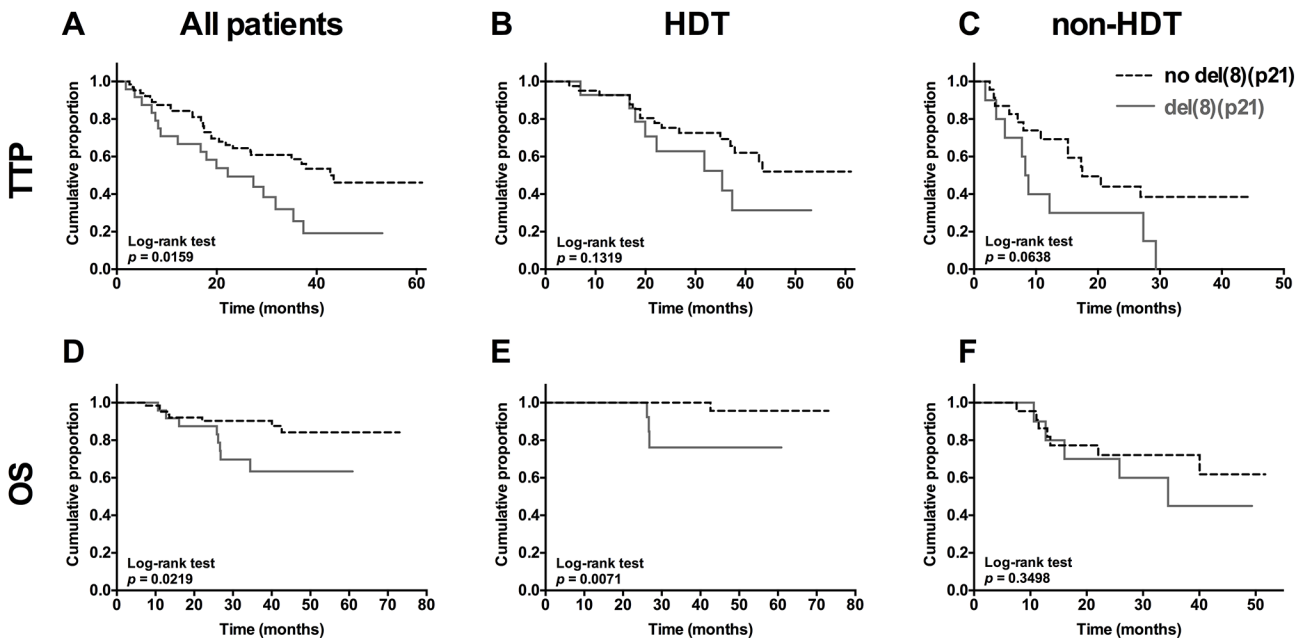 A All patients
B HDT
C non-HDT
TTP
Cumulative proportion
1.0
0.8
0.6
0.4
0.2
0.0
Log-rank test
p = 0.0159
0 20 40 60
Time (months)
Cumulative proportion
1.0
0.8
0.6
0.4
0.2
0.0
Log-rank test
p = 0.1319
0 10 20 30 40 50 60
Time (months)
Cumulative proportion
1.0
0.8
0.6
0.4
0.2
0.0
no del(8)(p21)
del(8)(p21)
Log-rank test
p = 0.0638
0 10 20 30 40 50
Time (months)
OS
D
Cumulative proportion
1.0
0.8
0.6
0.4
0.2
0.0
Log-rank test
p = 0.0219
0 10 20 30 40 50 60 70 80
Time (months)
E
Cumulative proportion
1.0
0.8
0.6
0.4
0.2
0.0
Log-rank test
p = 0.0071
0 10 20 30 40 50 60 70 80
Time (months)
F
Cumulative proportion
1.0
0.8
0.6
0.4
0.2
0.0
Log-rank test
p = 0.3498
0 10 20 30 40 50
Time (months)